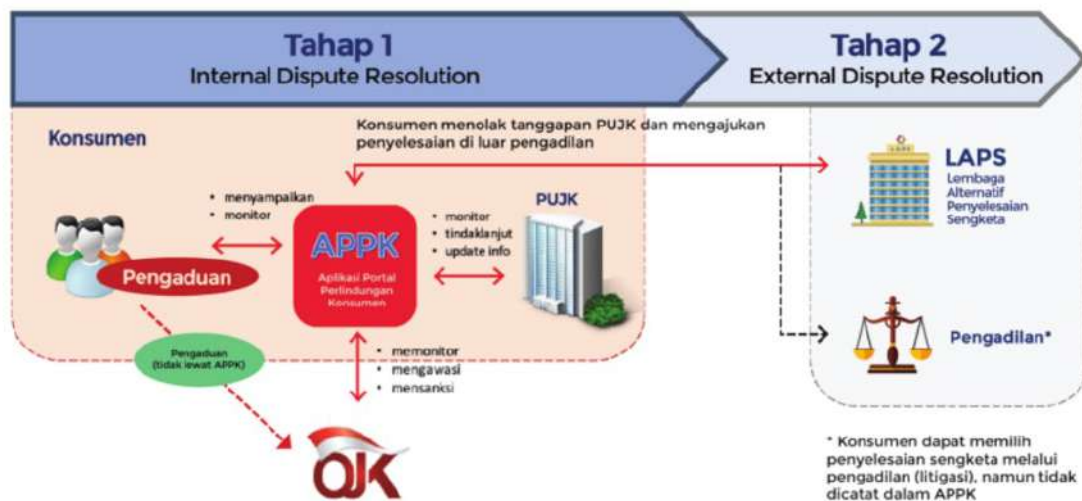 Tahap 1
Internal Dispute Resolution
Tahap 2
External Dispute Resolution
Konsumen
Konsumen menolak tanggapan PUJK dan mengajukan
penyelesaian di luar pengadilan
• menyampaikan
• monitor
Pengaduan
APPK
Aplikasi Portal
Perlindungan
Konsumen
• monitor
• tindaklanjut
• update info
PUJK
LAPS
LAPS
Lembaga
Alternatif
Penyelesaian
Sengketa
Pengaduan
(tidak lewat APPK)
• memonitor
• mengawasi
• mensanksi
Pengadilan*
OJK
* Konsumen dapat memilih
penyelesaian sengketa melalui
pengadilan (litigasi), namun tidak
dicatat dalam APPK